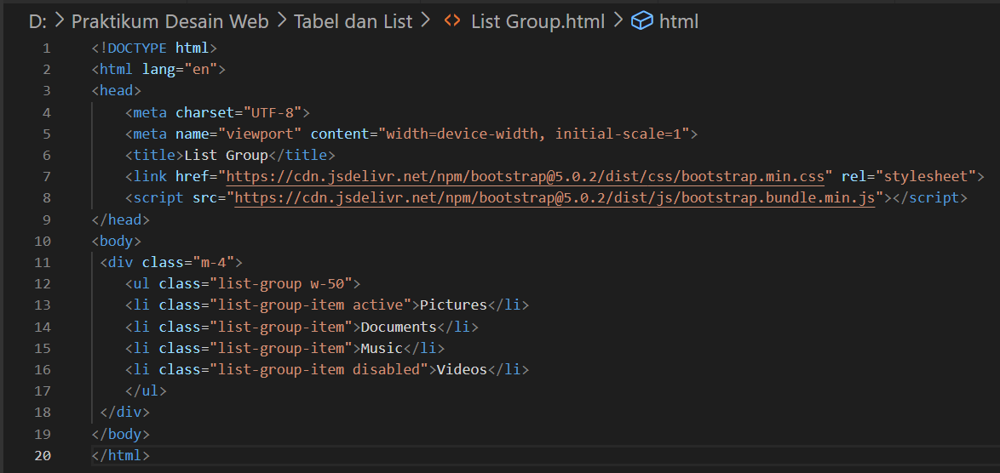 D: > Praktikum Desain Web > Tabel dan List > <> List Group.html > html
1 <!DOCTYPE html>
2 <html lang="en">
3 <head>
4     <meta charset="UTF-8">
5     <meta name="viewport" content="width=device-width, initial-scale=1">
6     <title>List Group</title>
7     <link href="https://cdn.jsdelivr.net/npm/bootstrap@5.0.2/dist/css/bootstrap.min.css" rel="stylesheet">
8     <script src="https://cdn.jsdelivr.net/npm/bootstrap@5.0.2/dist/js/bootstrap.bundle.min.js"></script>
9 </head>
10 <body>
11  <div class="m-4">
12     <ul class="list-group w-50">
13     <li class="list-group-item active">Pictures</li>
14     <li class="list-group-item">Documents</li>
15     <li class="list-group-item">Music</li>
16     <li class="list-group-item disabled">Videos</li>
17     </ul>
18  </div>
19 </body>
20 </html>